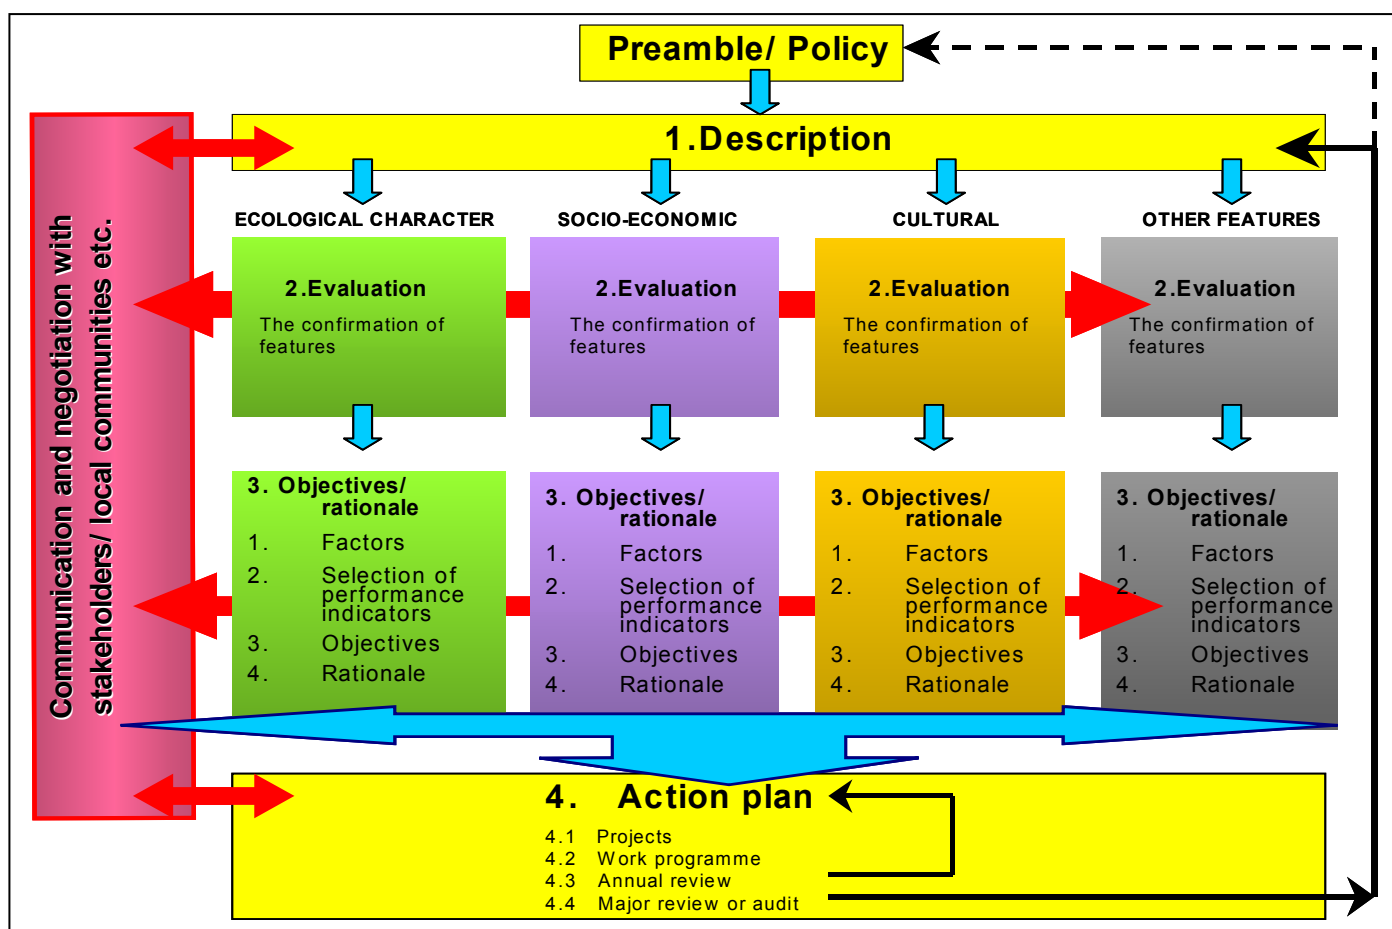 Preamble/ Policy
1.Description
Communication and negotiation with
stakeholders/ local communities etc.
ECOLOGICAL CHARACTER
SOCIO-ECONOMIC
CULTURAL
OTHER FEATURES
2.Evaluation
The confirmation of
features
2.Evaluation
The confirmation of
features
2.Evaluation
The confirmation of
features
2.Evaluation
The confirmation of
features
3. Objectives/
rationale
1. Factors
2. Selection of
performance
indicators
3. Objectives
4. Rationale
3. Objectives/
rationale
1. Factors
2. Selection of
performance
indicators
3. Objectives
4. Rationale
3. Objectives/
rationale
1. Factors
2. Selection of
performance
indicators
3. Objectives
4. Rationale
3. Objectives/
rationale
1. Factors
2. Selection of
performance
indicators
3. Objectives
4. Rationale
4. Action plan
4.1 Projects
4.2 Work programme
4.3 Annual review
4.4 Major review or audit